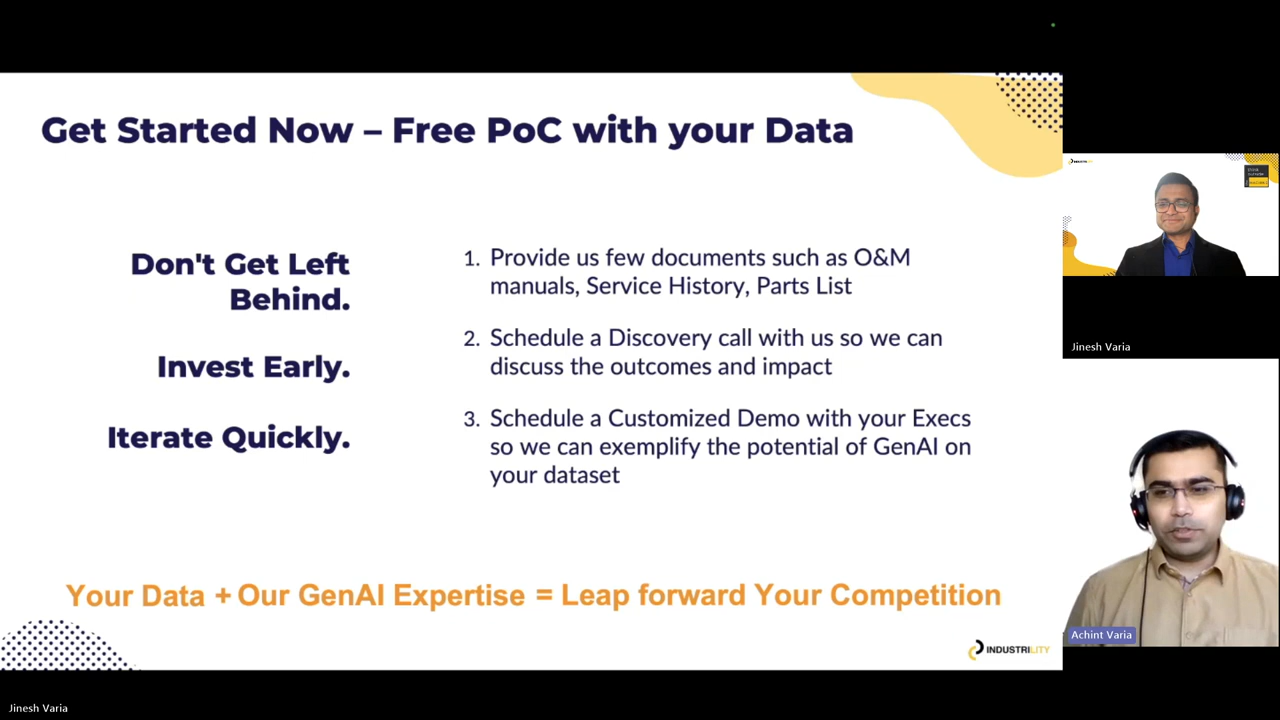 Get Started Now – Free PoC with your Data
Don't Get Left
Behind.
Invest Early.
Iterate Quickly.
1. Provide us few documents such as O&M
manuals, Service History, Parts List
2. Schedule a Discovery call with us so we can
discuss the outcomes and impact
3. Schedule a Customized Demo with your Execs
so we can exemplify the potential of GenAI on
your dataset
Your Data + Our GenAI Expertise = Leap forward Your Competition
INDUSTRILITY
INDUSTRILITY
Jinesh Varia
Achint Varia
Jinesh Varia